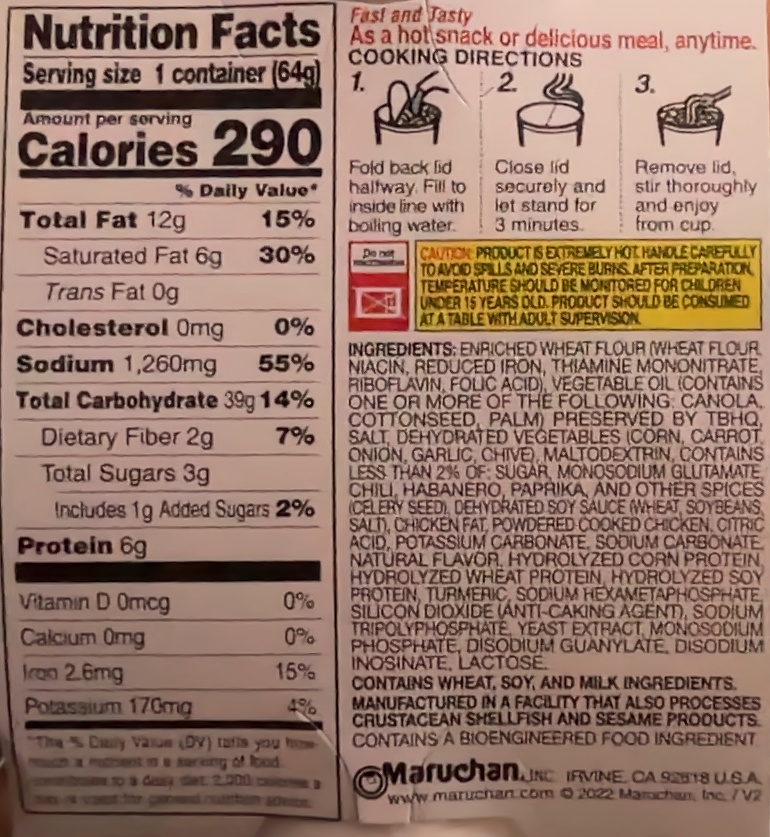 Nutrition Facts
Serving size 1 container (64g)
Amount per serving
Calories 290
% Daily Value*
Total Fat 12g 15%
Saturated Fat 6g 30%
Trans Fat 0g
Cholesterol 0mg 0%
Sodium 1,260mg 55%
Total Carbohydrate 39g 14%
Dietary Fiber 2g 7%
Total Sugars 3g
Includes 1g Added Sugars 2%
Protein 6g
Vitamin D 0mcg 0%
Calcium 0mg 0%
Iron 2.6mg 15%
Potassium 170mg 4%
*The % Daily Value (DV) tells you how
much a nutrient in a serving of food
contributes to a daily diet. 2,000 calories a
Fast and Tasty
As a hot snack or delicious meal, anytime.
COOKING DIRECTIONS
1.
Fold back lid
halfway. Fill to
inside line with
boiling water.
2.
Close lid
securely and
let stand for
3 minutes.
3.
Remove lid,
stir thoroughly
and enjoy
from cup.
Do not
CAUTION: PRODUCT IS EXTREMELY HOT. HANDLE CAREFULLY
TO AVOID SPILLS AND SEVERE BURNS. AFTER PREPARATION,
TEMPERATURE SHOULD BE MONITORED FOR CHILDREN
UNDER 15 YEARS OLD. PRODUCT SHOULD BE CONSUMED
AT A TABLE WITH ADULT SUPERVISION.
INGREDIENTS: ENRICHED WHEAT FLOUR (WHEAT FLOUR,
NIACIN, REDUCED IRON, THIAMINE MONONITRATE,
RIBOFLAVIN, FOLIC ACID), VEGETABLE OIL (CONTAINS
ONE OR MORE OF THE FOLLOWING: CANOLA,
COTTONSEED, PALM) PRESERVED BY TBHQ,
SALT, DEHYDRATED VEGETABLES (CORN, CARROT,
ONION, GARLIC, CHIVE), MALTODEXTRIN, CONTAINS
LESS THAN 2% OF: SUGAR, MONOSODIUM GLUTAMATE,
CHILI, HABANERO, PAPRIKA, AND OTHER SPICES
(CELERY SEED), DEHYDRATED SOY SAUCE (WHEAT, SOYBEANS,
SALT), CHICKEN FAT, POWDERED COOKED CHICKEN, CITRIC
ACID, POTASSIUM CARBONATE, SODIUM CARBONATE,
NATURAL FLAVOR, HYDROLYZED CORN PROTEIN,
HYDROLYZED WHEAT PROTEIN, HYDROLYZED SOY
PROTEIN, TURMERIC, SODIUM HEXAMETAPHOSPHATE,
SILICON DIOXIDE (ANTI-CAKING AGENT), SODIUM
TRIPOLYPHOSPHATE, YEAST EXTRACT, MONOSODIUM
PHOSPHATE, DISODIUM GUANYLATE, DISODIUM
INOSINATE, LACTOSE.
CONTAINS WHEAT, SOY, AND MILK INGREDIENTS.
MANUFACTURED IN A FACILITY THAT ALSO PROCESSES
CRUSTACEAN SHELLFISH AND SESAME PRODUCTS.
CONTAINS A BIOENGINEERED FOOD INGREDIENT
Maruchan, INC. IRVINE, CA 92618 U.S.A.
www.maruchan.com © 2022 Maruchan, Inc. / V2